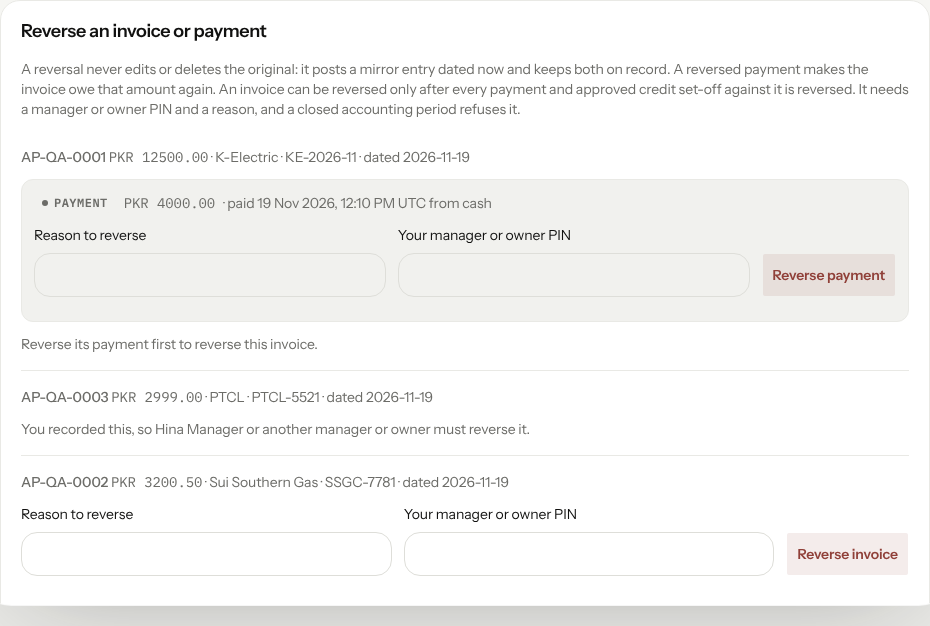 Reverse an invoice or payment
A reversal never edits or deletes the original: it posts a mirror entry dated now and keeps both on record. A reversed payment makes the
invoice owe that amount again. An invoice can be reversed only after every payment and approved credit set-off against it is reversed. It needs
a manager or owner PIN and a reason, and a closed accounting period refuses it.
AP-QA-0001 PKR 12500.00 · K-Electric · KE-2026-11 · dated 2026-11-19
PAYMENT PKR 4000.00 · paid 19 Nov 2026, 12:10 PM UTC from cash
Reason to reverse Your manager or owner PIN
Reverse payment
Reverse its payment first to reverse this invoice.
AP-QA-0003 PKR 2999.00 · PTCL · PTCL-5521 · dated 2026-11-19
You recorded this, so Hina Manager or another manager or owner must reverse it.
AP-QA-0002 PKR 3200.50 · Sui Southern Gas · SSGC-7781 · dated 2026-11-19
Reason to reverse Your manager or owner PIN
Reverse invoice